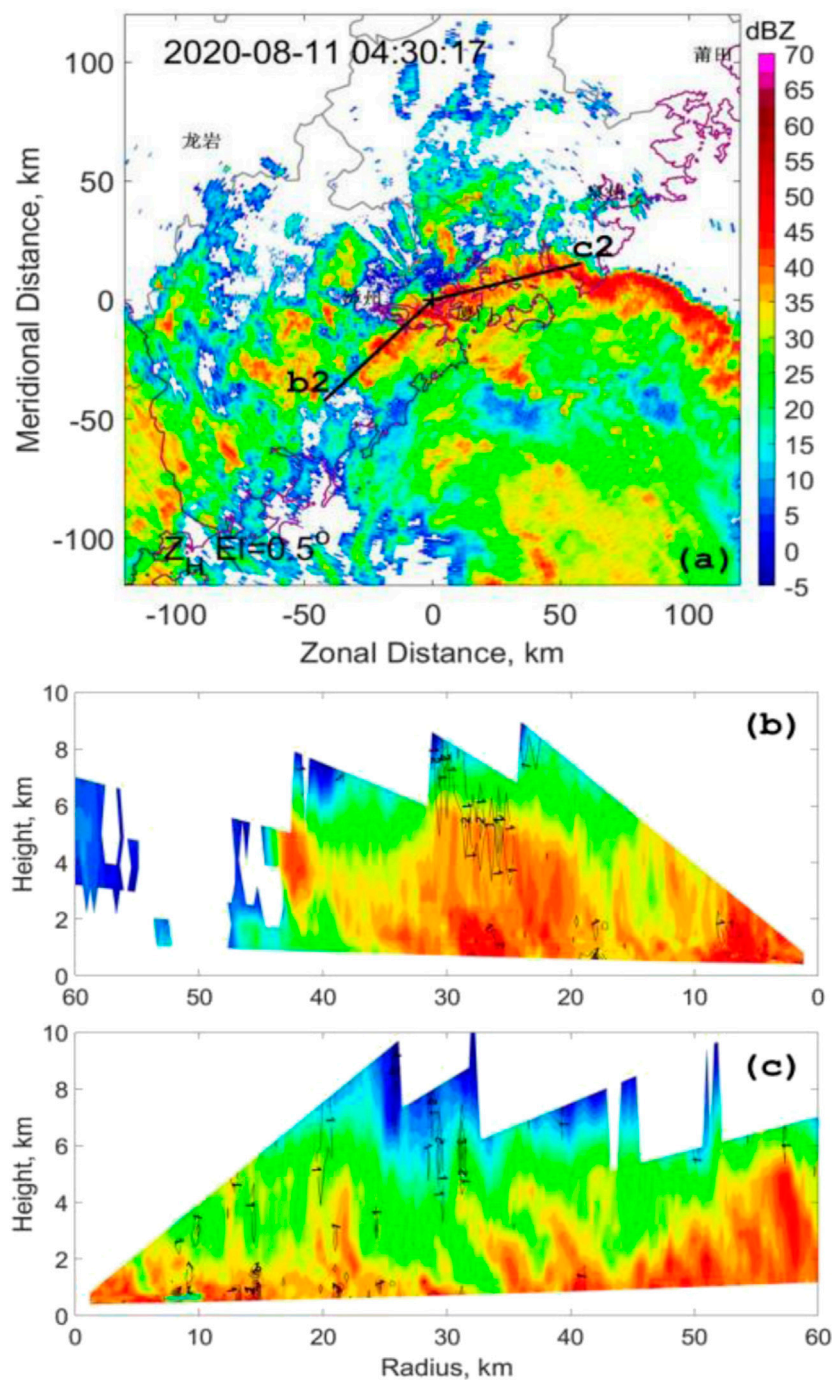 dBZ
2020-08-11 04:30:17
莆田
龙岩
c2
b2
Z_H El=0.5°
(a)
100
50
0
-50
-100
Meridional Distance, km
-100 -50 0 50 100
Zonal Distance, km
70
65
60
55
50
45
40
35
30
25
20
15
10
5
0
-5
(b)
10
8
6
4
2
0
Height, km
60 50 40 30 20 10 0
(c)
10
8
6
4
2
0
Height, km
0 10 20 30 40 50 60
Radius, km